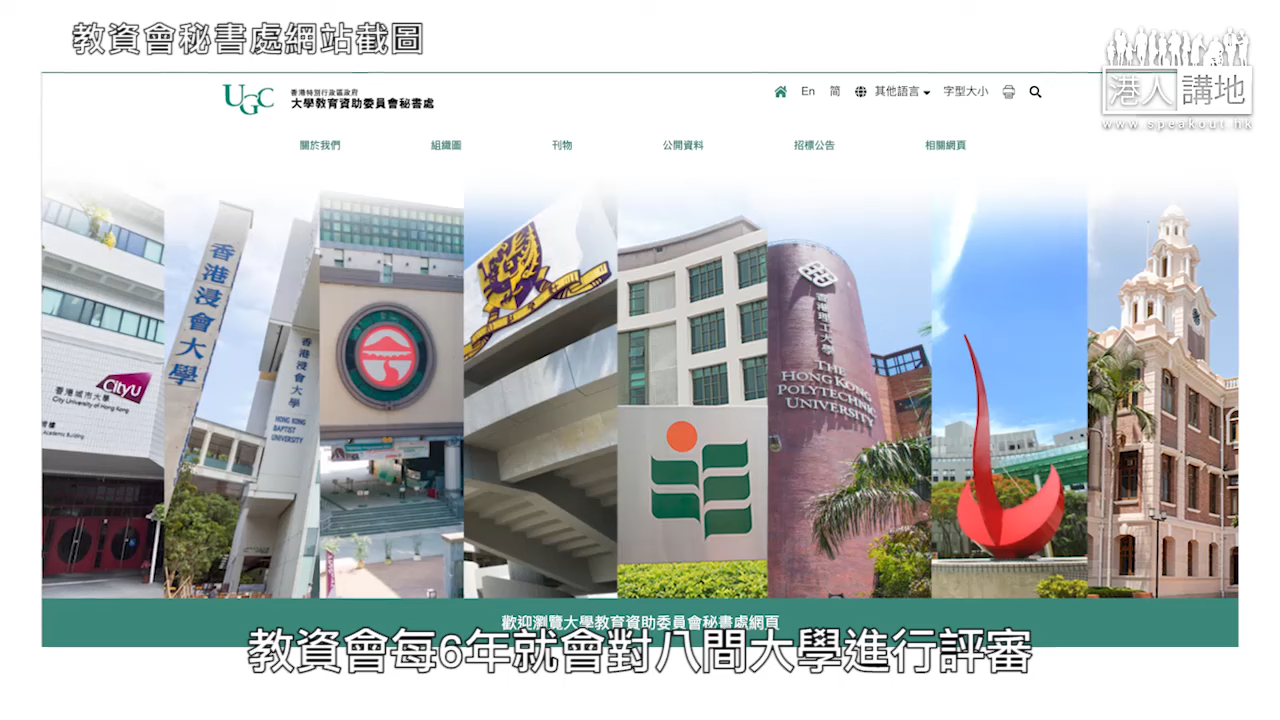 教資會秘書處網站截圖
港人講地
www.speakout.hk
UGC
香港特別行政區政府
大學教育資助委員會秘書處
En 简 其他語言 字型大小
關於我們 組織圖 刊物 公開資料 招標公告 相關網頁
CityU
香港城市大學
City University of Hong Kong
Academic Building
香港浸會大學
香港浸會大學
HONG KONG
BAPTIST
UNIVERSITY
香港理工大學
THE
HONG KONG
POLYTECHNIC
UNIVERSITY
歡迎瀏覽大學教育資助委員會秘書處網頁
教資會每6年就會對八間大學進行評審